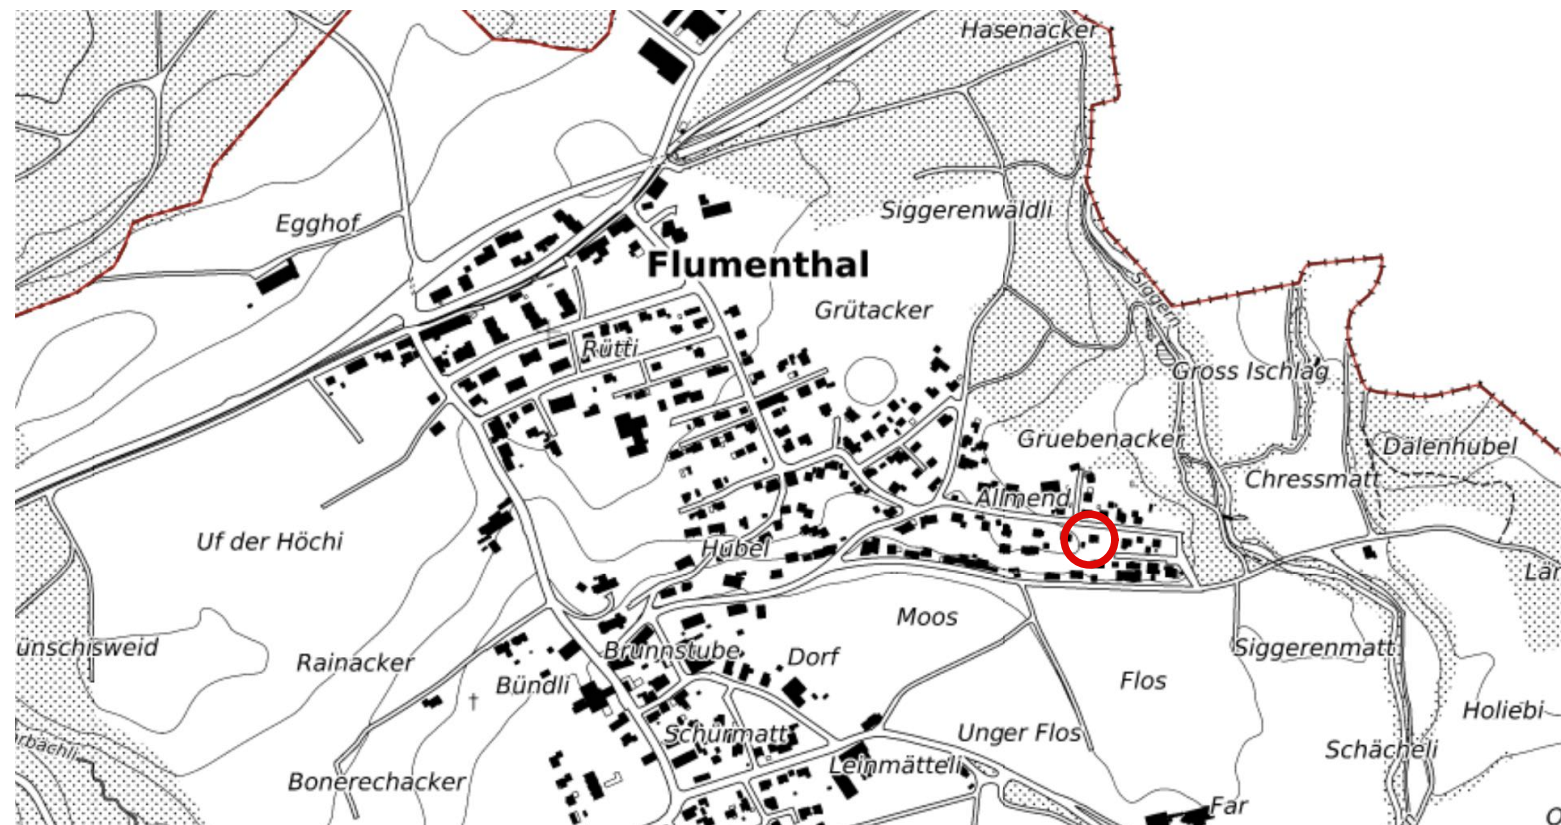 Hasenacker
Egghof
Siggerenwäldli
Flumenthal
Siggern
Grütacker
Rütti
Gross Ischlag
Gruebenacker
Dälenhubel
Chressmatt
Allmend
Uf der Höchi
Hubel
Moos
unschisweid
Rainacker
Brunnstube
Dorf
Siggerenmatt
Bündli
Flos
Holiebi
Schürmatt
Unger Flos
Schächeli
Leinmätteli
Bonerechacker
Far